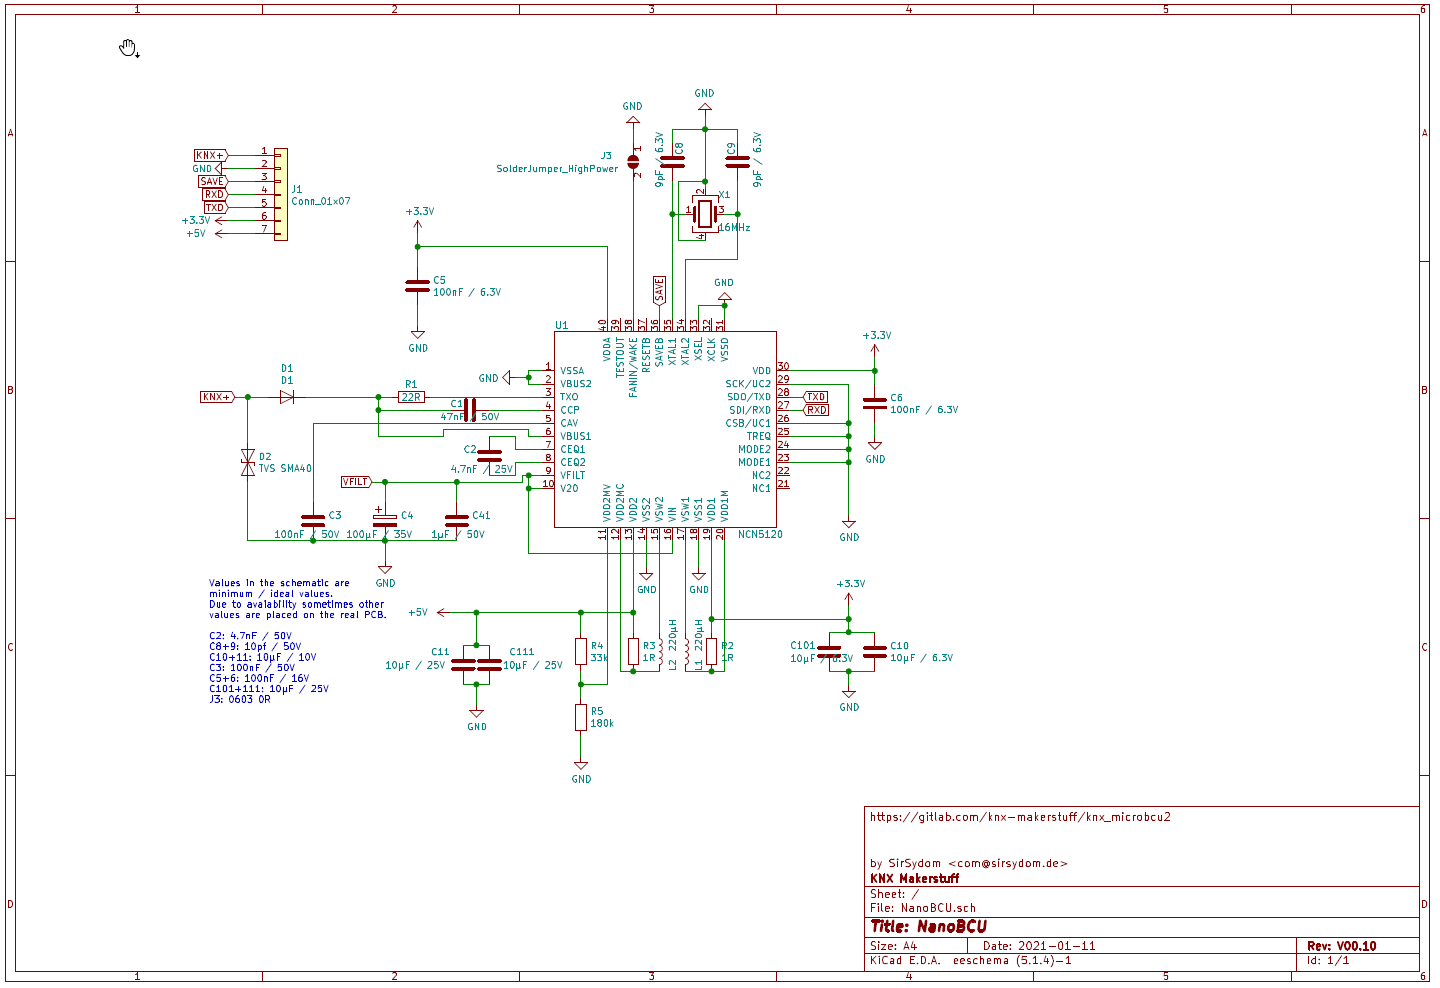 1 2 3 4 5 6
A A
GND
GND
C8
9pF / 6.3V
C9
9pF / 6.3V
J3
SolderJumper_HighPower
1
2
KNX+ 1
GND 2
SAVE 3
RXD 4
TXD 5
+3.3V 6
+5V 7
J1
Conn_01x07
X1
2
1 3
4
16MHz
+3.3V
C5
100nF / 6.3V
GND
SAVE
GND
U1
40 39 38 37 36 35 34 33 32 31
VDDA
TESTOUT
FANIN/WAKE
RESETB
SAVEB
XTAL1
XTAL2
XSEL
XCLK
VSSD
+3.3V
D1
D1
GND
1 VSSA
2 VBUS2
3 TXO
4 CCP
5 CAV
6 VBUS1
7 CEQ1
8 CEQ2
9 VFILT
10 V20
VDD 30
SCK/UC2 29
SDO/TXD 28 TXD
SDI/RXD 27 RXD
CSB/UC1 26
TREQ 25
MODE2 24
MODE1 23
NC2 22
NC1 21
B B
KNX+
R1
22R
C1
47nF / 50V
C6
100nF / 6.3V
GND
C2
4.7nF / 25V
D2
TVS SMA40
VFILT
C3
100nF / 50V
+
C4
100µF / 35V
C41
1µF / 50V
GND
VDD2MV
VDD2MC
VDD2
VSS2
VSW2
VIN
VSW1
VSS1
VDD1
VDD1M
11 12 13 14 15 16 17 18 19 20
NCN5120
GND
GND
GND
Values in the schematic are
minimum / ideal values.
Due to avalability sometimes other
values are placed on the real PCB.
C2: 4.7nF / 50V
C8+9: 10pf / 50V
C10+11: 10µF / 10V
C3: 100nF / 50V
C5+6: 100nF / 16V
C101+111: 10µF / 25V
J3: 0603 0R
+5V
+3.3V
C C
C11
10µF / 25V
C111
10µF / 25V
GND
R4
33k
R3
1R
L2 220µH
L1 220µH
R2
1R
C101
10µF / 6.3V
C10
10µF / 6.3V
GND
R5
180k
GND
https://gitlab.com/knx-makerstuff/knx_microbcu2
by SirSydom <com@sirsydom.de>
KNX Makerstuff
Sheet: /
File: NanoBCU.sch
D D
Title: NanoBCU
Size: A4 Date: 2021-01-11 Rev: V00.10
KiCad E.D.A. eeschema (5.1.4)-1 Id: 1/1
1 2 3 4 5 6